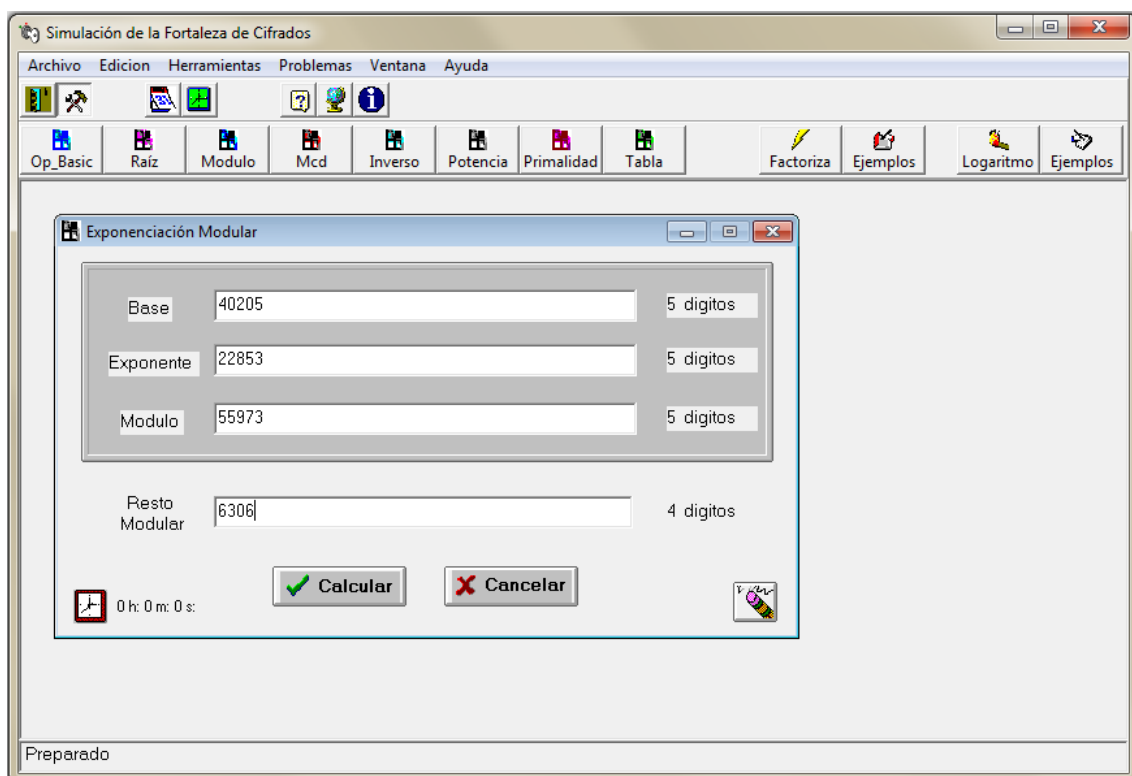 Simulación de la Fortaleza de Cifrados
Archivo Edicion Herramientas Problemas Ventana Ayuda
Op_Basic Raíz Modulo Mcd Inverso Potencia Primalidad Tabla Factoriza Ejemplos Logaritmo Ejemplos
Exponenciación Modular
Base 40205 5 digitos
Exponente 22853 5 digitos
Modulo 55973 5 digitos
Resto
Modular 6306 4 digitos
Calcular Cancelar
0 h: 0 m: 0 s:
Preparado